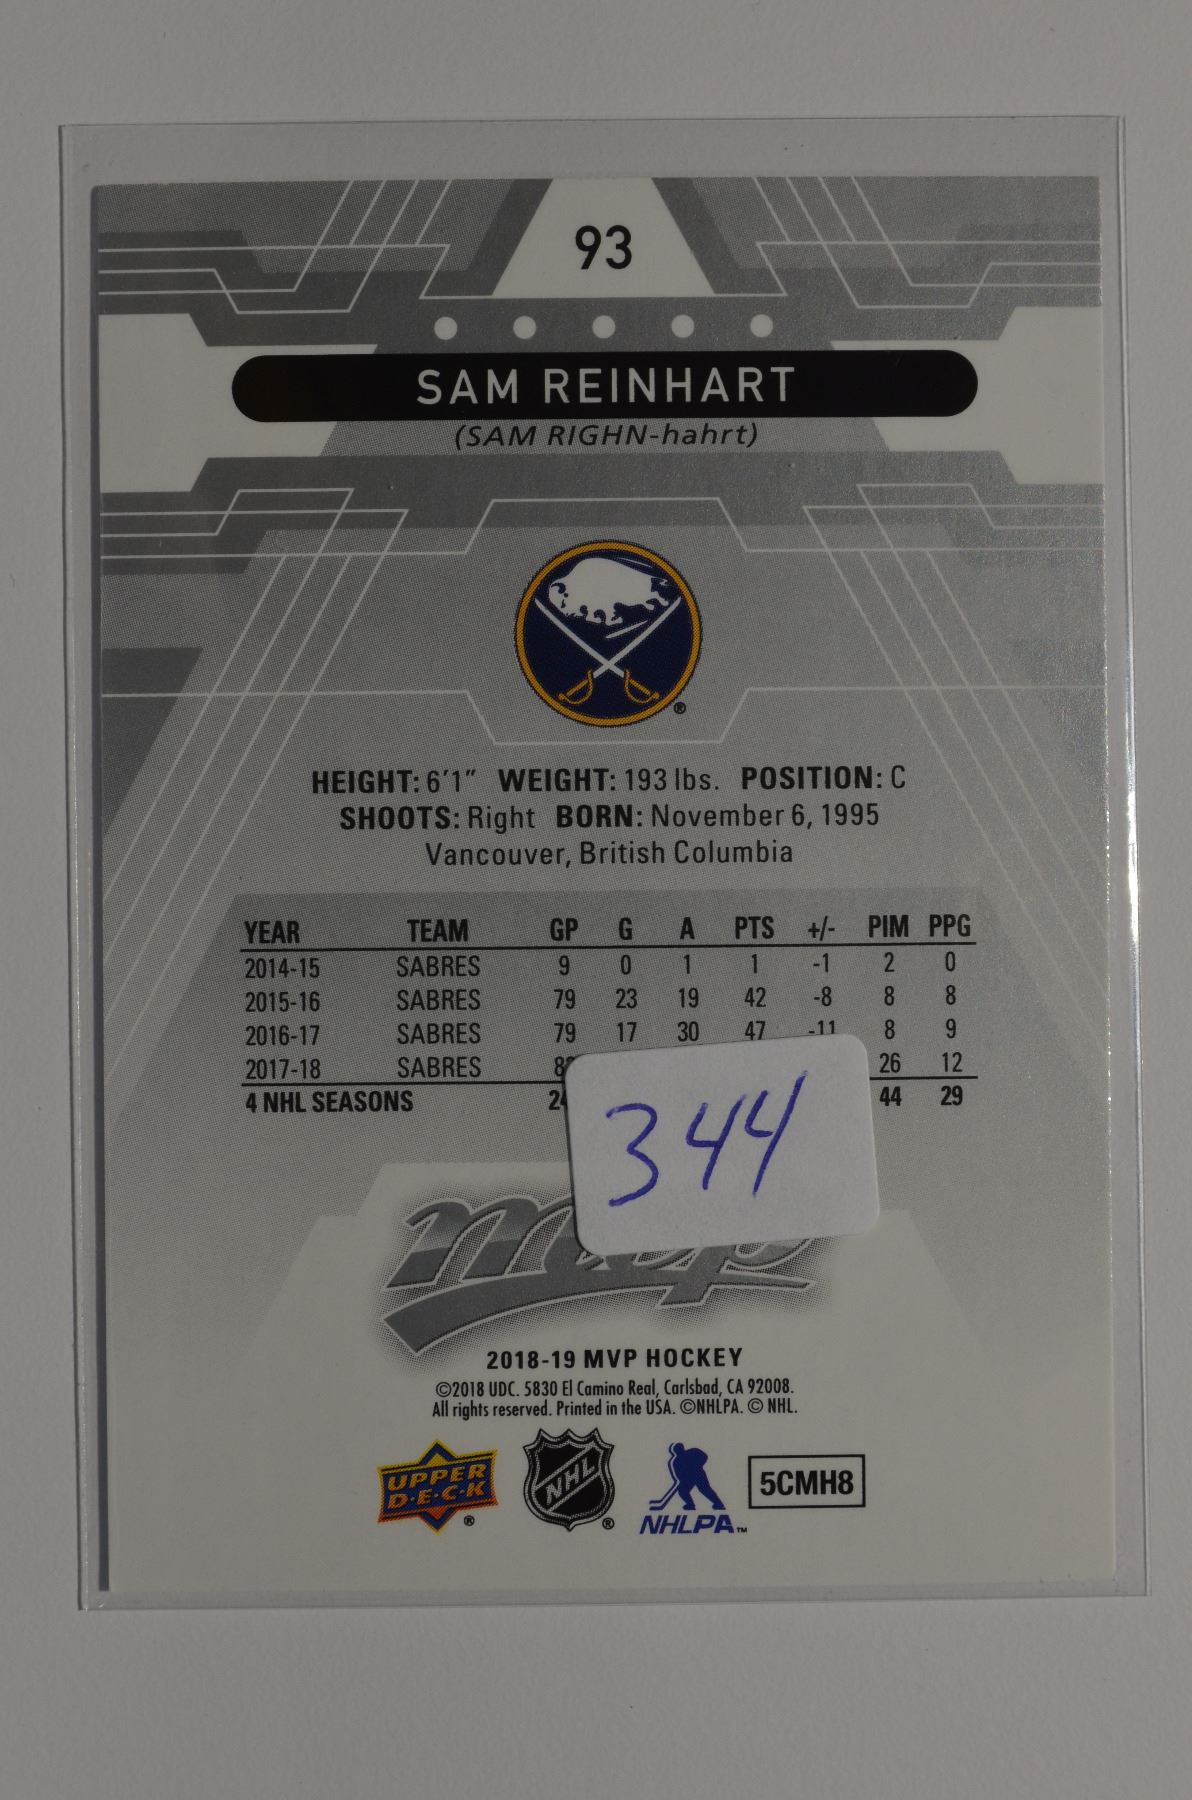 93
SAM REINHART
(SAM RIGHN-hahrt)
®
HEIGHT: 6'1" WEIGHT: 193 lbs. POSITION: C
SHOOTS: Right BORN: November 6, 1995
Vancouver, British Columbia
YEAR TEAM GP G A PTS +/- PIM PPG
2014-15 SABRES 9 0 1 1 -1 2 0
2015-16 SABRES 79 23 19 42 -8 8 8
2016-17 SABRES 79 17 30 47 -11 8 9
2017-18 SABRES 26 12
4 NHL SEASONS 44 29
344
mvp
2018-19 MVP HOCKEY
©2018 UDC. 5830 El Camino Real, Carlsbad, CA 92008.
All rights reserved. Printed in the USA. ©NHLPA. © NHL.
UPPER D·E·C·K ® NHL ® NHLPA™ 5CMH8